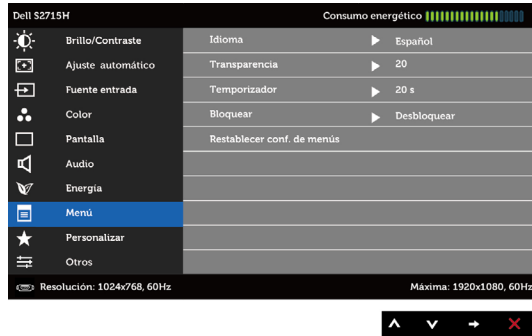 Dell S2715H Consumo energético
Brillo/Contraste Idioma Español
Ajuste automático Transparencia 20
Fuente entrada Temporizador 20 s
Color Bloquear Desbloquear
Pantalla Restablecer conf. de menús
Audio
Energía
Menú
Personalizar
Otros
Resolución: 1024x768, 60Hz Máxima: 1920x1080, 60Hz